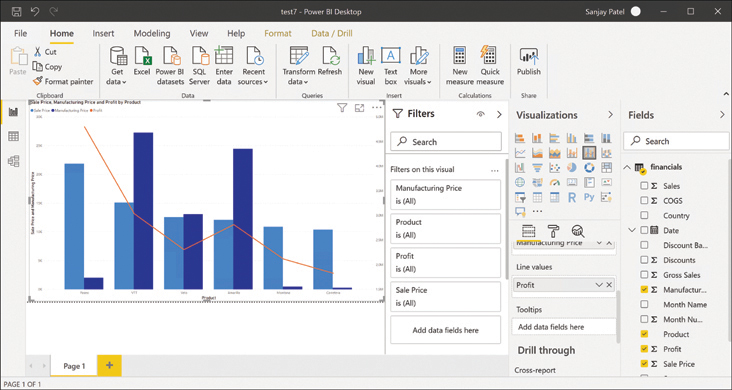 test7 - Power BI Desktop
Sanjay Patel
File Home Insert Modeling View Help Format Data / Drill
Paste
Cut
Copy
Format painter
Get data
Excel
Power BI datasets
SQL Server
Enter data
Recent sources
Transform data
Refresh
New visual
Text box
More visuals
New measure
Quick measure
Publish
Clipboard Data Queries Insert Calculations Share
Sale Price, Manufacturing Price and Profit by Product
Sale Price Manufacturing Price Profit
Sale Price and Manufacturing Price
Product
Filters
Search
Filters on this visual ...
Manufacturing Price
is (All)
Product
is (All)
Profit
is (All)
Sale Price
is (All)
Add data fields here
Visualizations
R Py
Manufacturing Price
Line values
Profit
Tooltips
Add data fields here
Drill through
Cross-report
Fields
Search
financials
Sales
COGS
Country
Date
Discount Ba...
Discounts
Gross Sales
Manufactur...
Month Name
Month Nu...
Product
Profit
Sale Price
Page 1
PAGE 1 OF 1